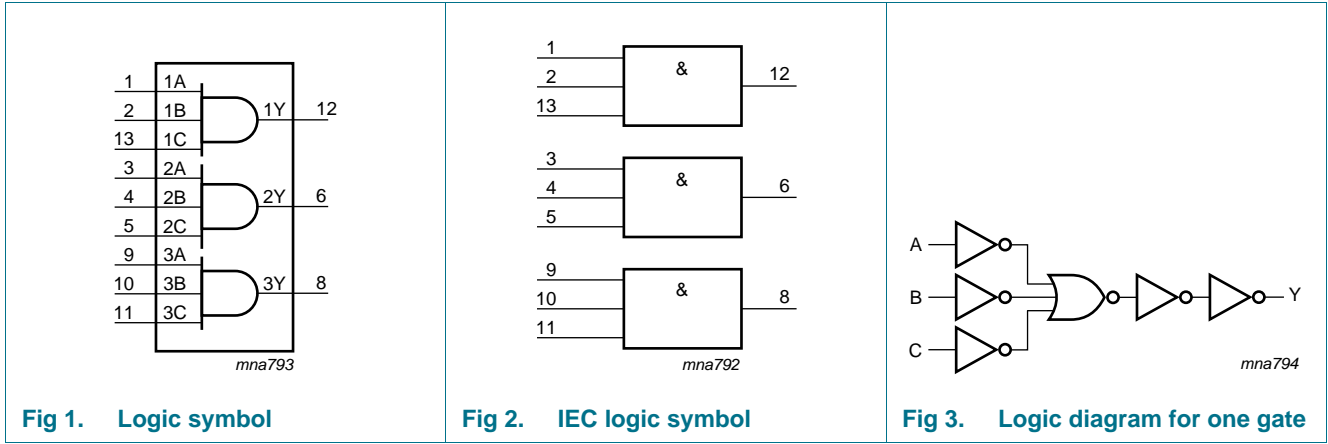 1 1A
2 1B 1Y 12
13 1C
3 2A
4 2B 2Y 6
5 2C
9 3A
10 3B 3Y 8
11 3C
mna793
Fig 1. Logic symbol
1
2 & 12
13
3
4 & 6
5
9
10 & 8
11
mna792
Fig 2. IEC logic symbol
A
B Y
C
mna794
Fig 3. Logic diagram for one gate